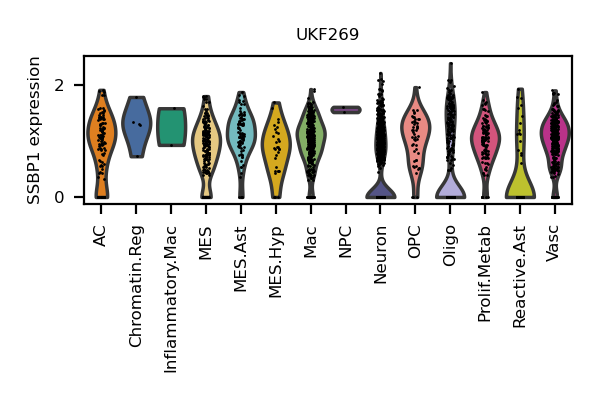 UKF269
SSBP1 expression
2
0
AC
Chromatin.Reg
Inflammatory.Mac
MES
MES.Ast
MES.Hyp
Mac
NPC
Neuron
OPC
Oligo
Prolif.Metab
Reactive.Ast
Vasc